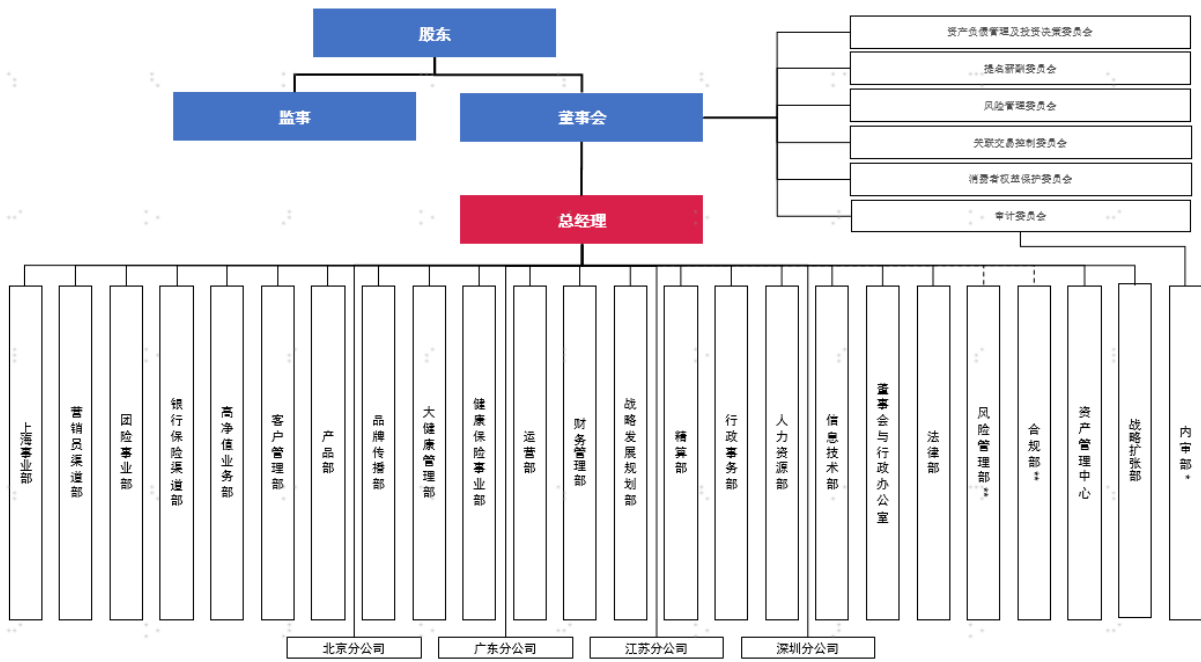 股东
监事
董事会
总经理
资产负债管理及投资决策委员会
提名薪酬委员会
风险管理委员会
关联交易控制委员会
消费者权益保护委员会
审计委员会
上海事业部
营销员渠道部
团险事业部
银行保险渠道部
高净值业务部
客户管理部
产品部
品牌传播部
大健康管理部
健康保险事业部
运营部
财务管理部
战略发展规划部
精算部
行政事务部
人力资源部
信息技术部
董事会与行政办公室
法律部
风险管理部**
合规部**
资产管理中心
战略扩张部
内审部*
北京分公司
广东分公司
江苏分公司
深圳分公司